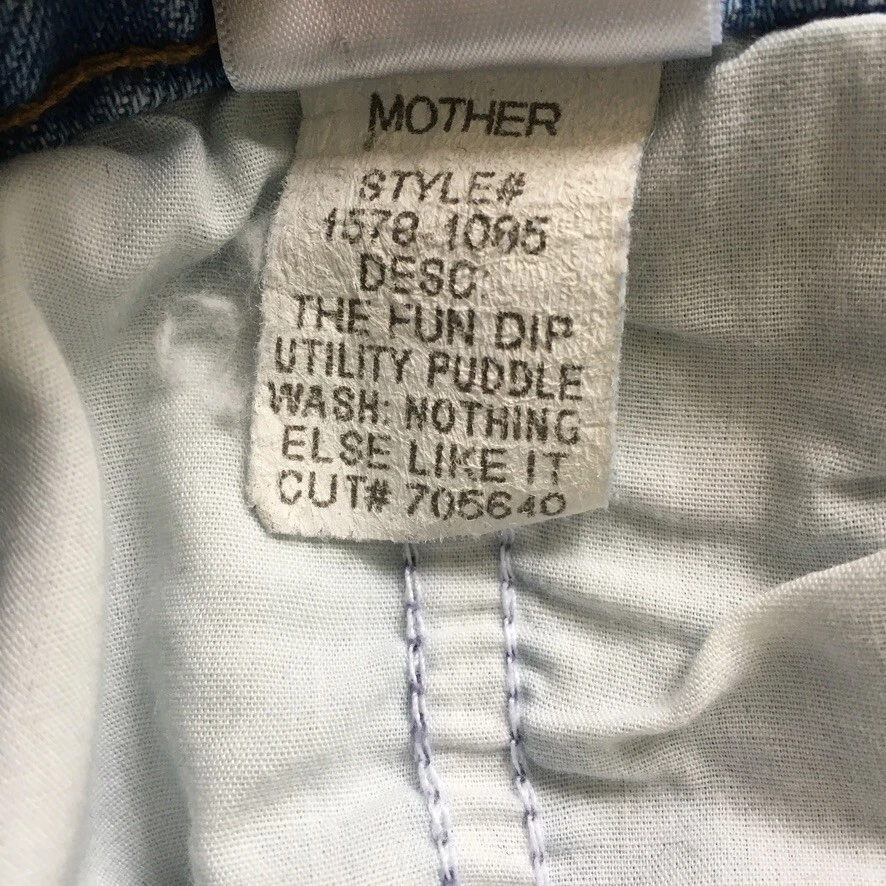 MOTHER
STYLE#
1578 1095
DESC:
THE FUN DIP
UTILITY PUDDLE
WASH: NOTHING
ELSE LIKE IT
CUT# 705640